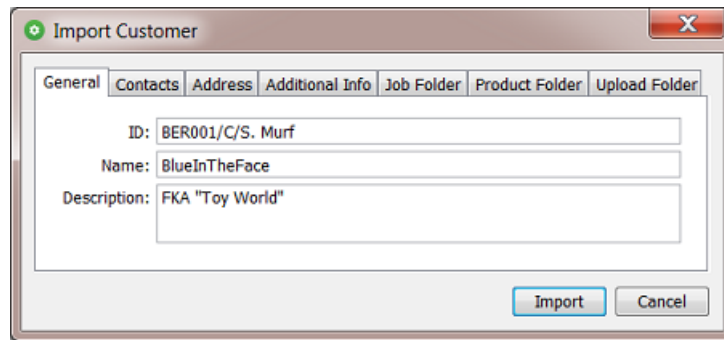 Import Customer
General Contacts Address Additional Info Job Folder Product Folder Upload Folder
ID: BER001/C/S. Murf
Name: BlueInTheFace
Description: FKA "Toy World"
Import Cancel